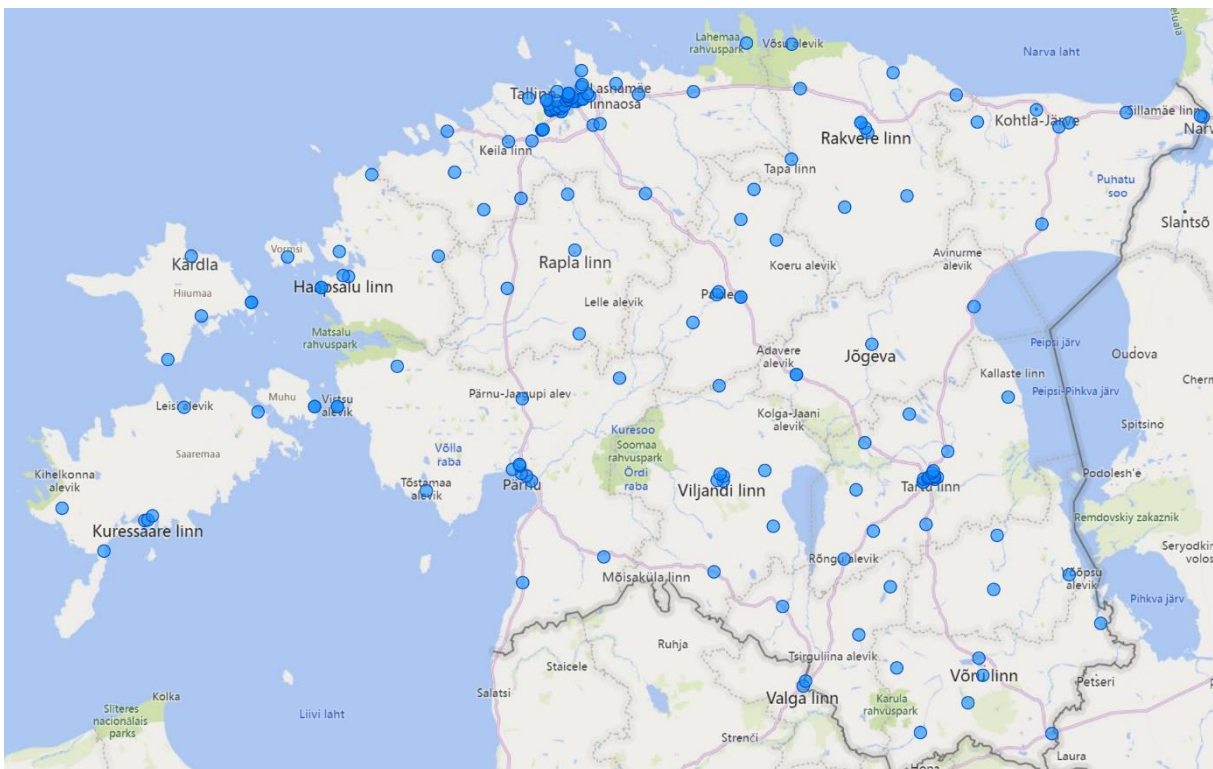 Lahemaa
rahvuspark
Võsu alevik
Narva laht
Tallinn
Lasnamäe
linnaosa
Kohtla-Järve
Sillamäe linn
Narva
Rakvere linn
Keila linn
Tapa linn
Puhatu
soo
Slantsõ
Vormsi
Kärdla
Hiiumaa
Haapsalu linn
Rapla linn
Koeru alevik
Avinurme
alevik
Lelle alevik
Paide
Matsalu
rahvuspark
Peipsi järv
Oudova
Adavere
alevik
Jõgeva
Kallaste linn
Peipsi-Pihkva järv
Muhu
Leisi alevik
Virtsu
alevik
Pärnu-Jaagupi alev
Kolga-Jaani
alevik
Kuresoo
Soomaa
rahvuspark
Ördi
raba
Spitsino
Saaremaa
Võlla
raba
Kihelkonna
alevik
Tõstamaa
alevik
Pärnu
Viljandi linn
Tartu linn
Podolesh'e
Remdovskiy zakaznik
Kuressaare linn
Seryodkin
volos
Rõngu alevik
Mõisaküla linn
Võõpsu
alevik
Pihkva järv
Ruhja
Staicele
Tsirguliina alevik
Võru linn
Petseri
Kolka
Salatsi
Valga linn
Karula
rahvuspark
Sliteres
nacionālais
parks
Liivi laht
Strenči
Laura